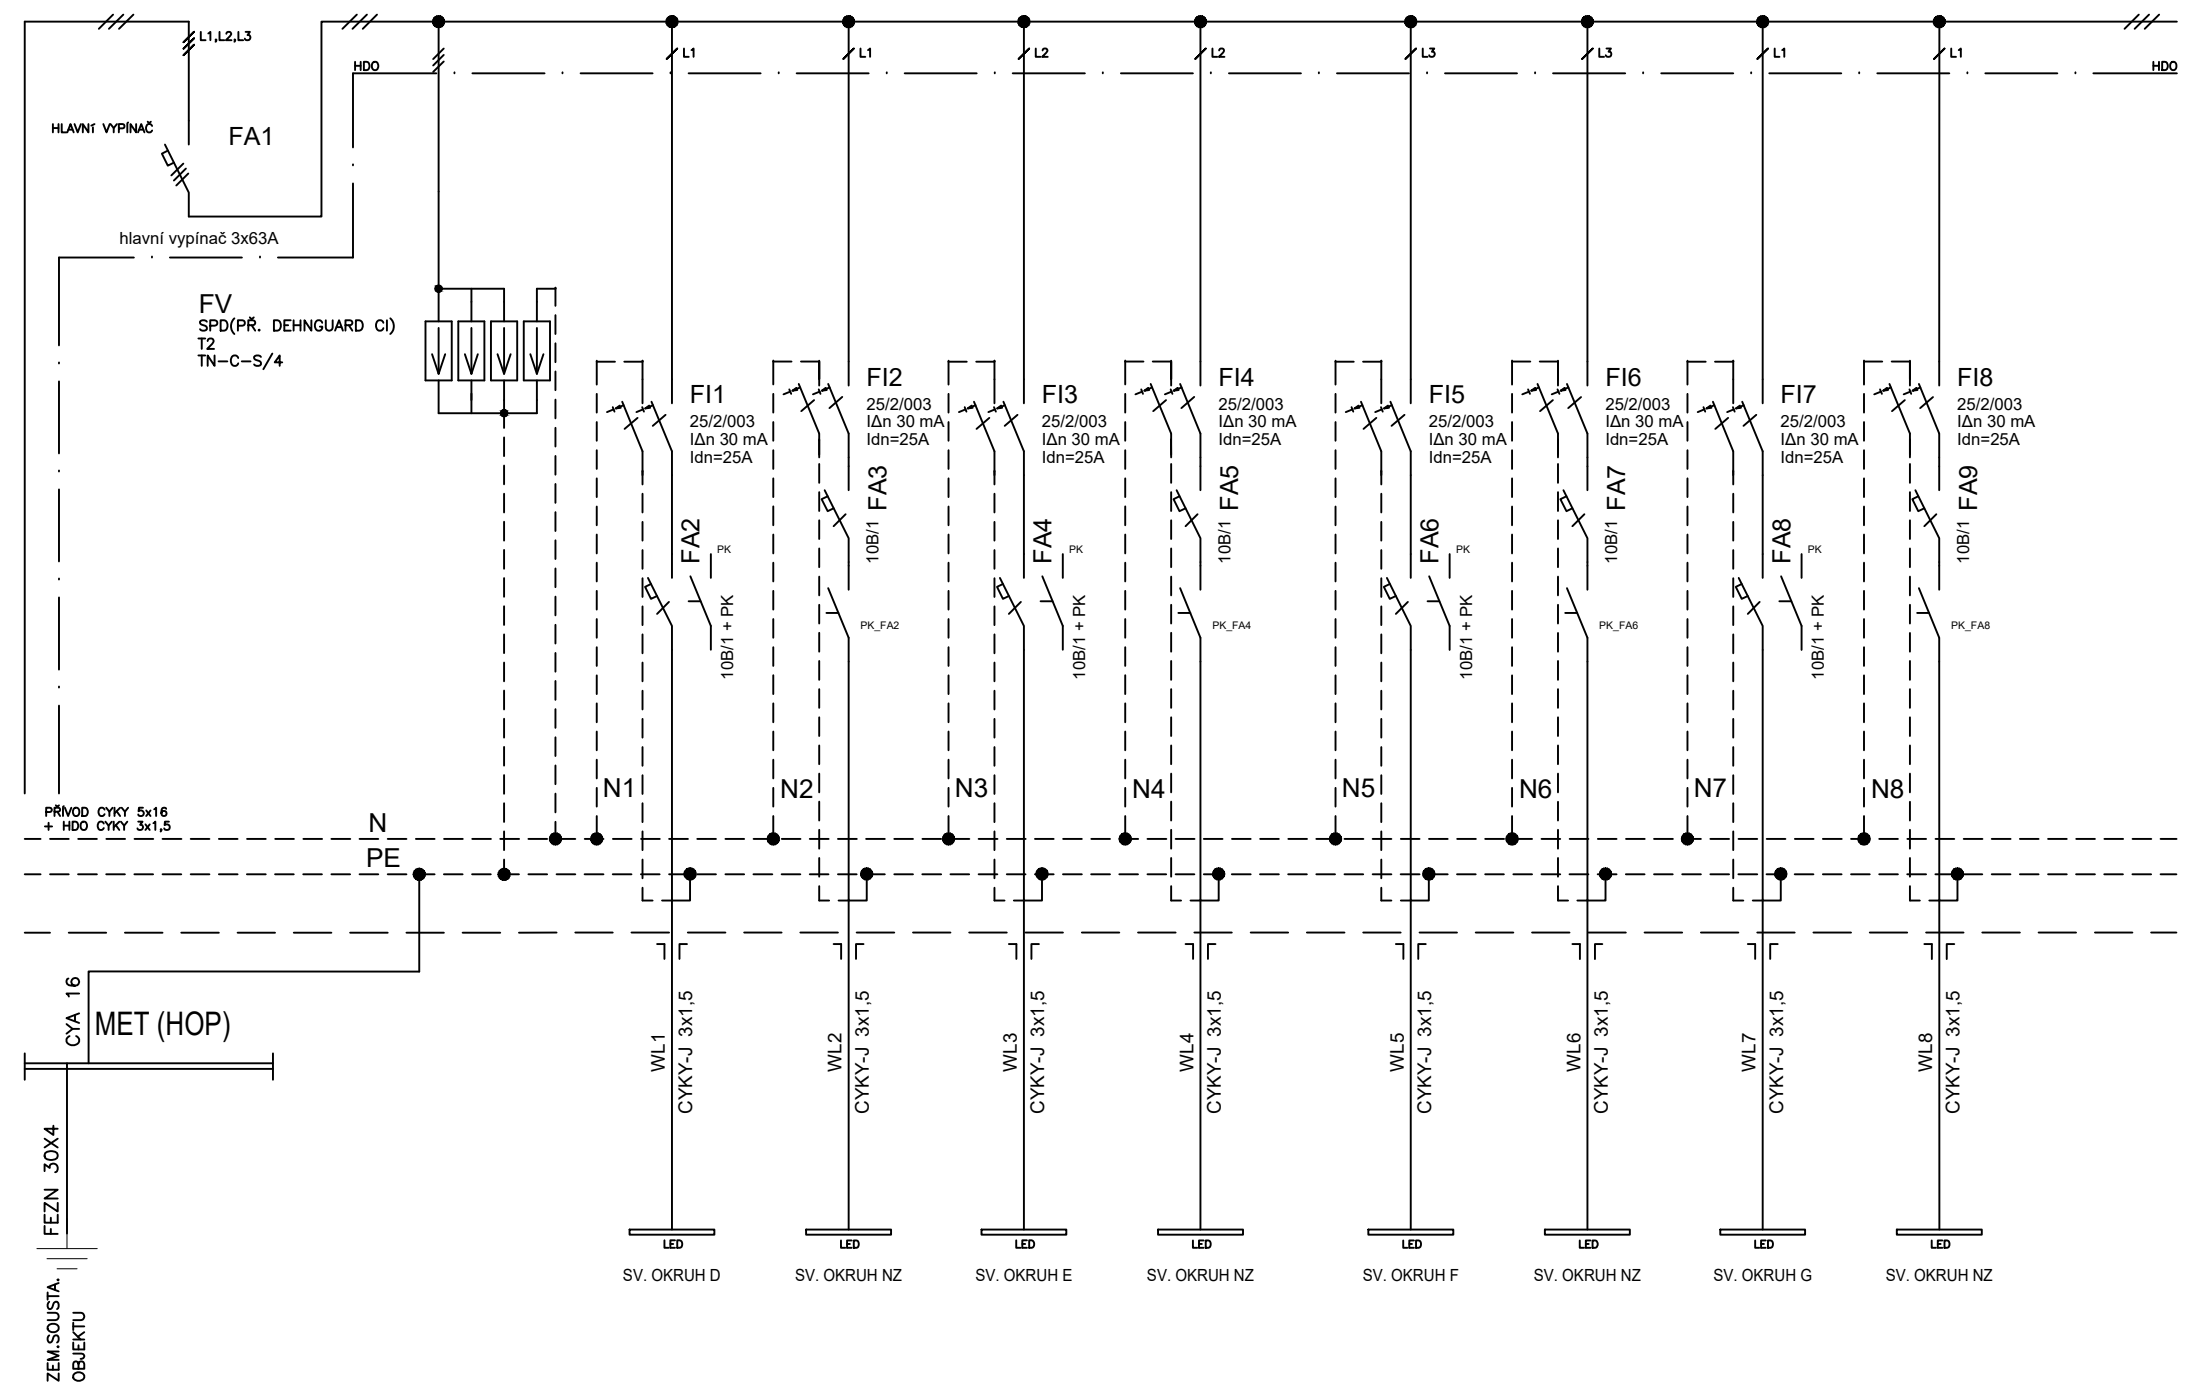 L1,L2,L3
L1
L1
L2
L2
L3
L3
L1
L1
HDO
HDO
HLAVNí VYPÍNAČ
FA1
hlavní vypínač 3x63A
FV
SPD(PŘ. DEHNGUARD CI)
T2
TN-C-S/4
FI1
25/2/003
IΔn 30 mA
Idn=25A
FI2
25/2/003
IΔn 30 mA
Idn=25A
FI3
25/2/003
IΔn 30 mA
Idn=25A
FI4
25/2/003
IΔn 30 mA
Idn=25A
FI5
25/2/003
IΔn 30 mA
Idn=25A
FI6
25/2/003
IΔn 30 mA
Idn=25A
FI7
25/2/003
IΔn 30 mA
Idn=25A
FI8
25/2/003
IΔn 30 mA
Idn=25A
FA2
PK
10B/1 + PK
FA3
10B/1
PK_FA2
FA4
PK
10B/1 + PK
FA5
10B/1
PK_FA4
FA6
PK
10B/1 + PK
FA7
10B/1
PK_FA6
FA8
PK
10B/1 + PK
FA9
10B/1
PK_FA8
N1
N2
N3
N4
N5
N6
N7
N8
PŘÍVOD CYKY 5x16
+ HDO CYKY 3x1,5
N
PE
CYA 16
MET (HOP)
FEZN 30X4
ZEM.SOUSTA.
OBJEKTU
WL1
CYKY-J 3x1,5
WL2
CYKY-J 3x1,5
WL3
CYKY-J 3x1,5
WL4
CYKY-J 3x1,5
WL5
CYKY-J 3x1,5
WL6
CYKY-J 3x1,5
WL7
CYKY-J 3x1,5
WL8
CYKY-J 3x1,5
LED
LED
LED
LED
LED
LED
LED
LED
SV. OKRUH D
SV. OKRUH NZ
SV. OKRUH E
SV. OKRUH NZ
SV. OKRUH F
SV. OKRUH NZ
SV. OKRUH G
SV. OKRUH NZ